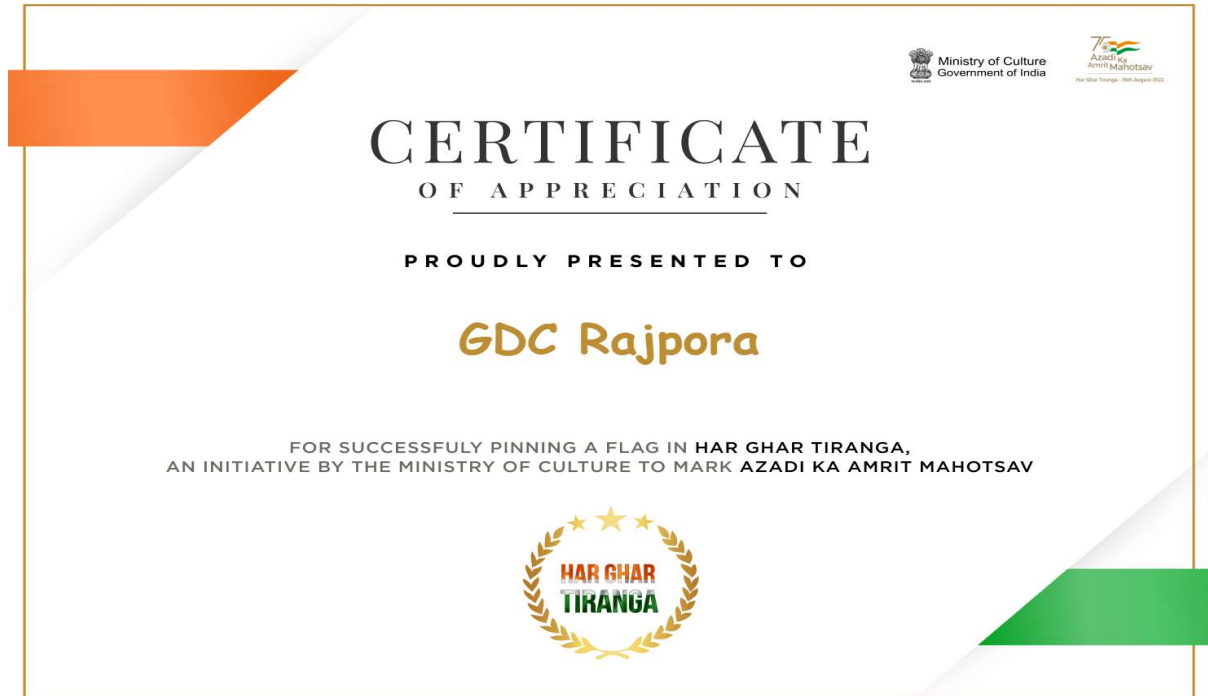 Ministry of Culture
Government of India
75
Azadi Ka
Amrit Mahotsav
CERTIFICATE
OF APPRECIATION
PROUDLY PRESENTED TO
GDC Rajpora
FOR SUCCESSFULY PINNING A FLAG IN HAR GHAR TIRANGA,
AN INITIATIVE BY THE MINISTRY OF CULTURE TO MARK AZADI KA AMRIT MAHOTSAV
HAR GHAR
TIRANGA